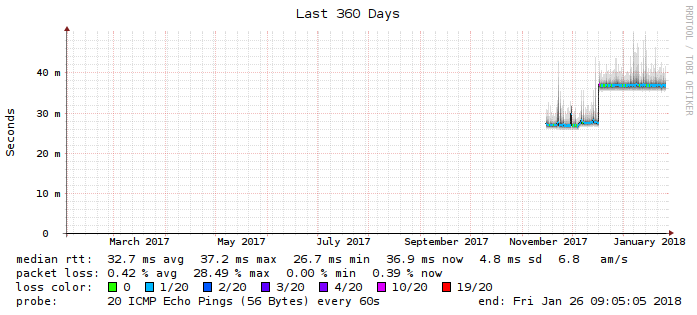 Last 360 Days
RRDTOOL / TOBI OETIKER
Seconds
40 m
30 m
20 m
10 m
0
March 2017 May 2017 July 2017 September 2017 November 2017 January 2018
median rtt: 32.7 ms avg 37.2 ms max 26.7 ms min 36.9 ms now 4.8 ms sd 6.8 am/s
packet loss: 0.42 % avg 28.49 % max 0.00 % min 0.39 % now
loss color: 0 1/20 2/20 3/20 4/20 10/20 19/20
probe: 20 ICMP Echo Pings (56 Bytes) every 60s end: Fri Jan 26 09:05:05 2018